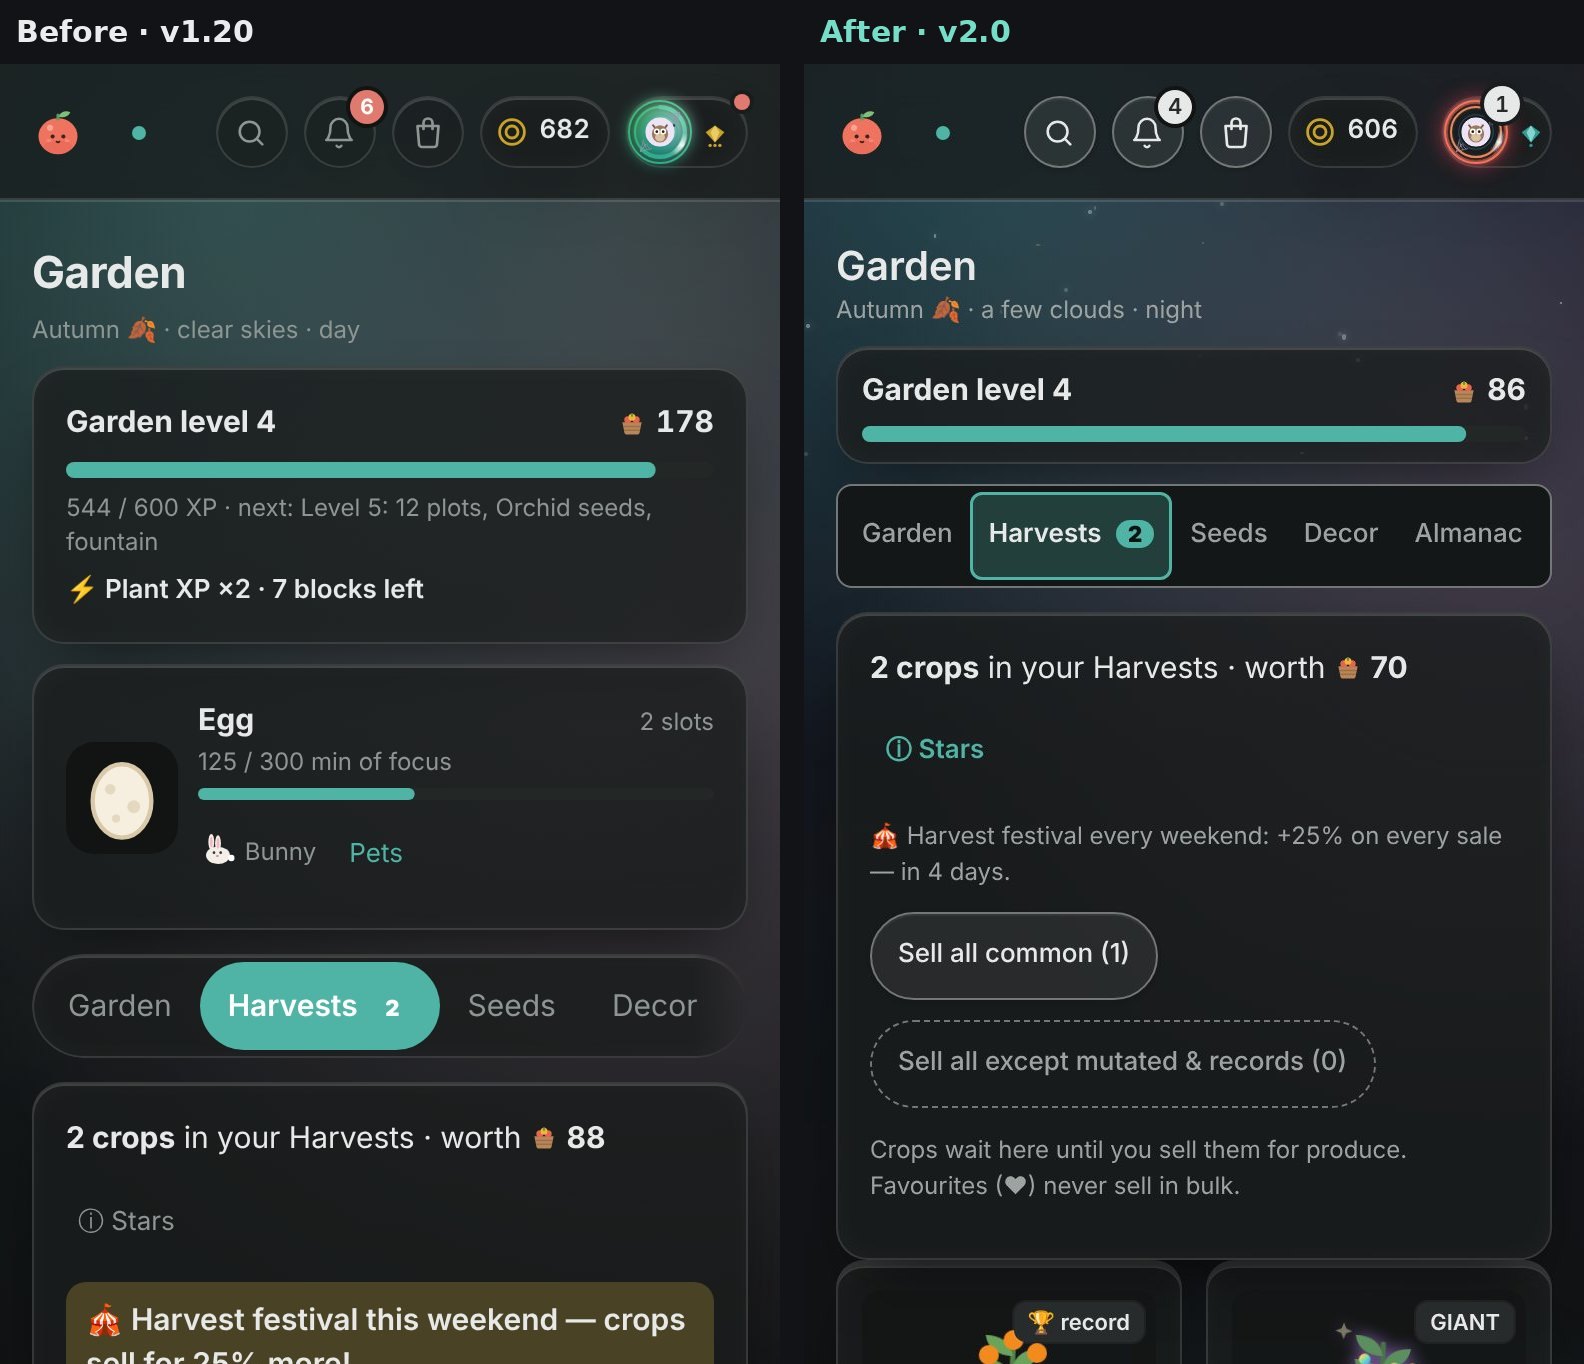 Before · v1.20
6
682
Garden
Autumn 🍂 · clear skies · day
Garden level 4
178
544 / 600 XP · next: Level 5: 12 plots, Orchid seeds,
fountain
⚡ Plant XP ×2 · 7 blocks left
Egg
2 slots
125 / 300 min of focus
Bunny
Pets
Garden
Harvests 2
Seeds
Decor
2 crops in your Harvests · worth 88
ⓘ Stars
🎪 Harvest festival this weekend — crops
sell for 25% more!
After · v2.0
4
606
1
Garden
Autumn 🍂 · a few clouds · night
Garden level 4
86
Garden
Harvests 2
Seeds
Decor
Almanac
2 crops in your Harvests · worth 70
ⓘ Stars
🎪 Harvest festival every weekend: +25% on every sale
— in 4 days.
Sell all common (1)
Sell all except mutated & records (0)
Crops wait here until you sell them for produce.
Favourites (♥) never sell in bulk.
🏆 record
GIANT